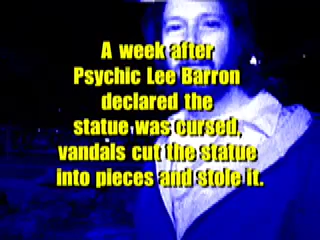 A week after
Psychic Lee Barron
declared the
statue was cursed,
vandals cut the statue
into pieces and stole it.